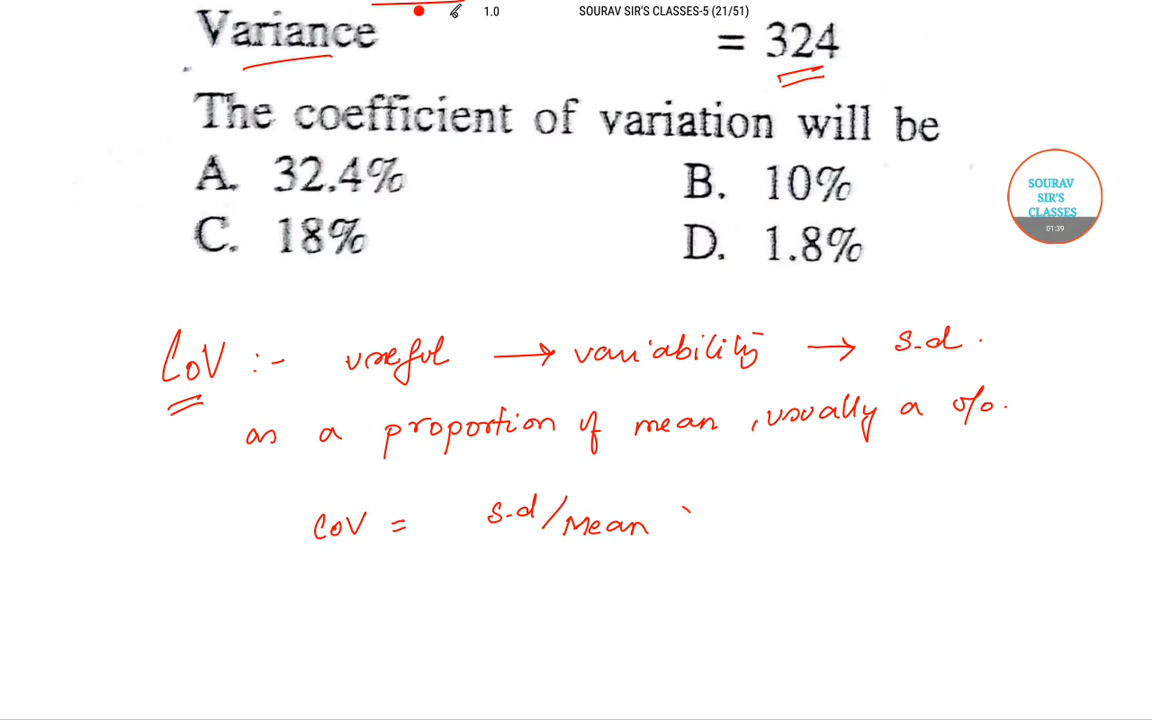 1.0 SOURAV SIR'S CLASSES-5 (21/51)
Variance = 324
The coefficient of variation will be
A. 32.4% B. 10%
C. 18% D. 1.8%
SOURAV
SIR'S
CLASSES
01:39
CoV :- useful → variability → s.d.
as a proportion of mean, usually a %.
CoV = s.d/Mean